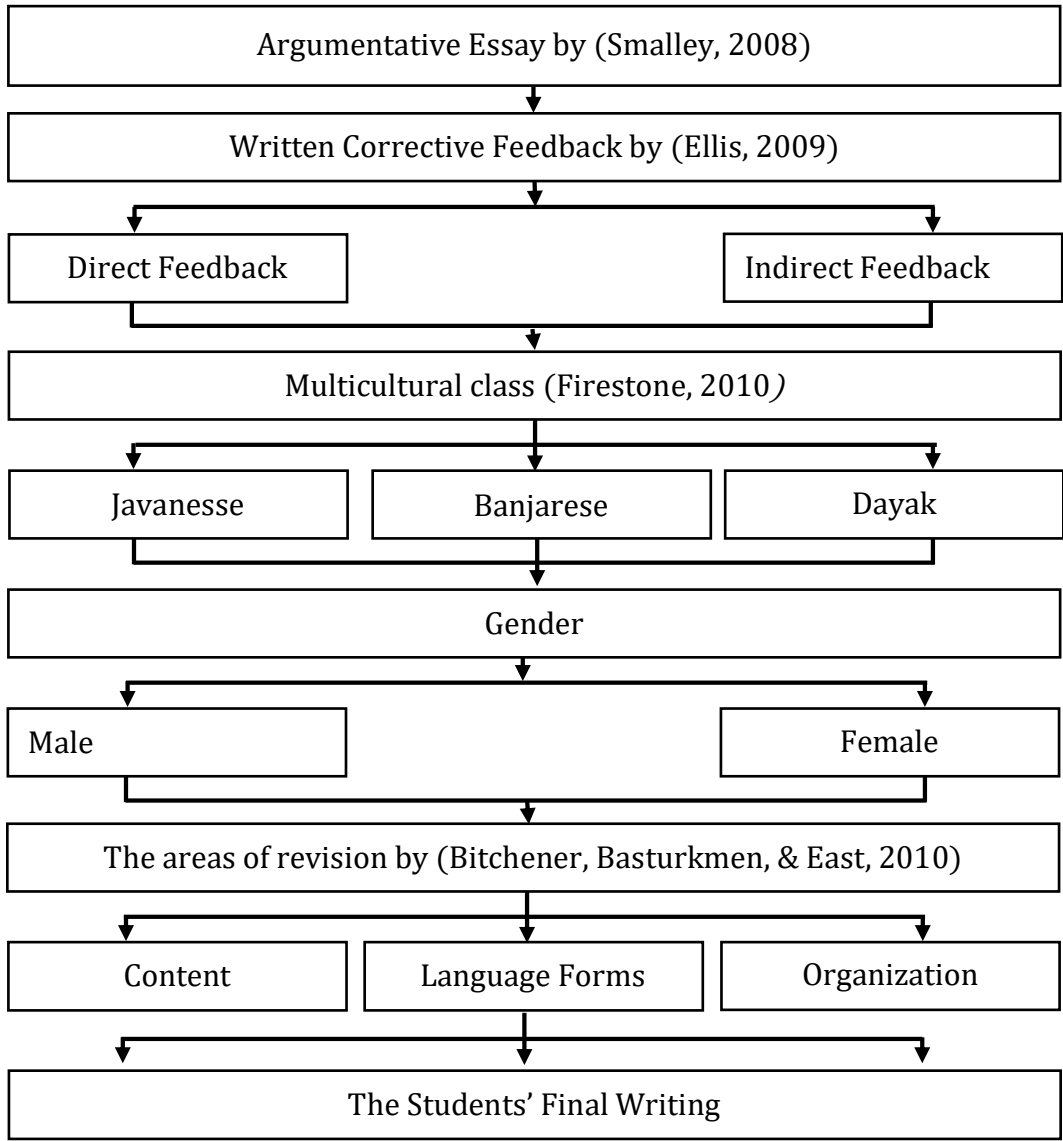 Argumentative Essay by (Smalley, 2008)
Written Corrective Feedback by (Ellis, 2009)
Direct Feedback
Indirect Feedback
Multicultural class (Firestone, 2010)
Javanesse
Banjarese
Dayak
Gender
Male
Female
The areas of revision by (Bitchener, Basturkmen, & East, 2010)
Content
Language Forms
Organization
The Students’ Final Writing